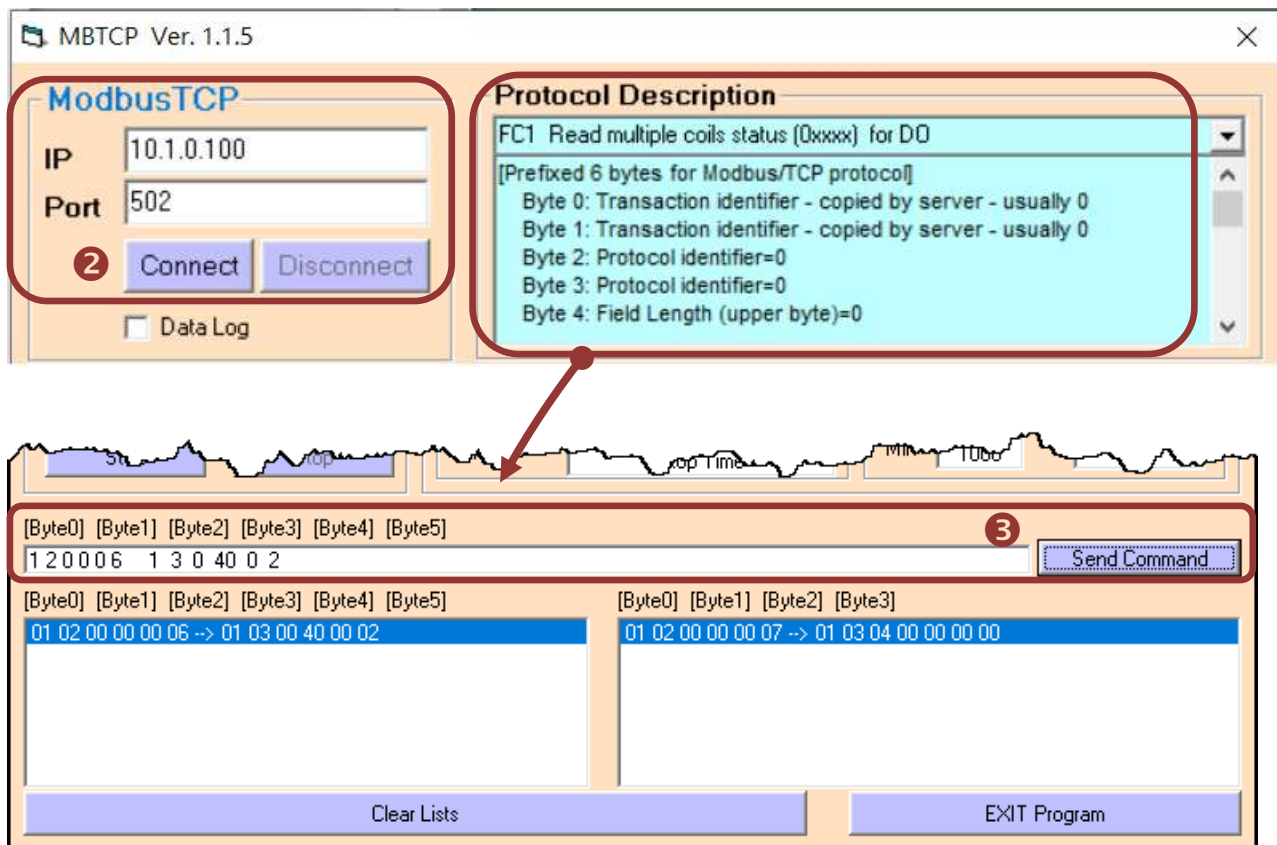 MBTCP Ver. 1.1.5
ModbusTCP
IP 10.1.0.100
Port 502
2 Connect Disconnect
Data Log
Protocol Description
FC1 Read multiple coils status (0xxxx) for DO
[Prefixed 6 bytes for Modbus/TCP protocol]
Byte 0: Transaction identifier - copied by server - usually 0
Byte 1: Transaction identifier - copied by server - usually 0
Byte 2: Protocol identifier=0
Byte 3: Protocol identifier=0
Byte 4: Field Length (upper byte)=0
[Byte0] [Byte1] [Byte2] [Byte3] [Byte4] [Byte5]
3
1 2 0 0 0 6 1 3 0 40 0 2 Send Command
[Byte0] [Byte1] [Byte2] [Byte3] [Byte4] [Byte5]
01 02 00 00 00 06 --> 01 03 00 40 00 02
[Byte0] [Byte1] [Byte2] [Byte3]
01 02 00 00 00 07 --> 01 03 04 00 00 00 00
Clear Lists EXIT Program